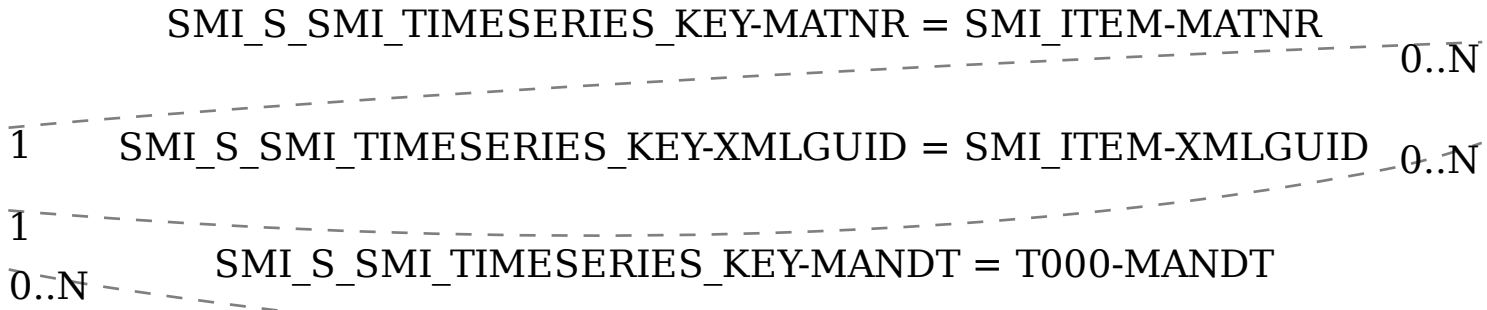 SMI_S_SMI_TIMESERIES_KEY-MATNR = SMI_ITEM-MATNR
0..N
1
SMI_S_SMI_TIMESERIES_KEY-XMLGUID = SMI_ITEM-XMLGUID
0..N
1
SMI_S_SMI_TIMESERIES_KEY-MANDT = T000-MANDT
0..N